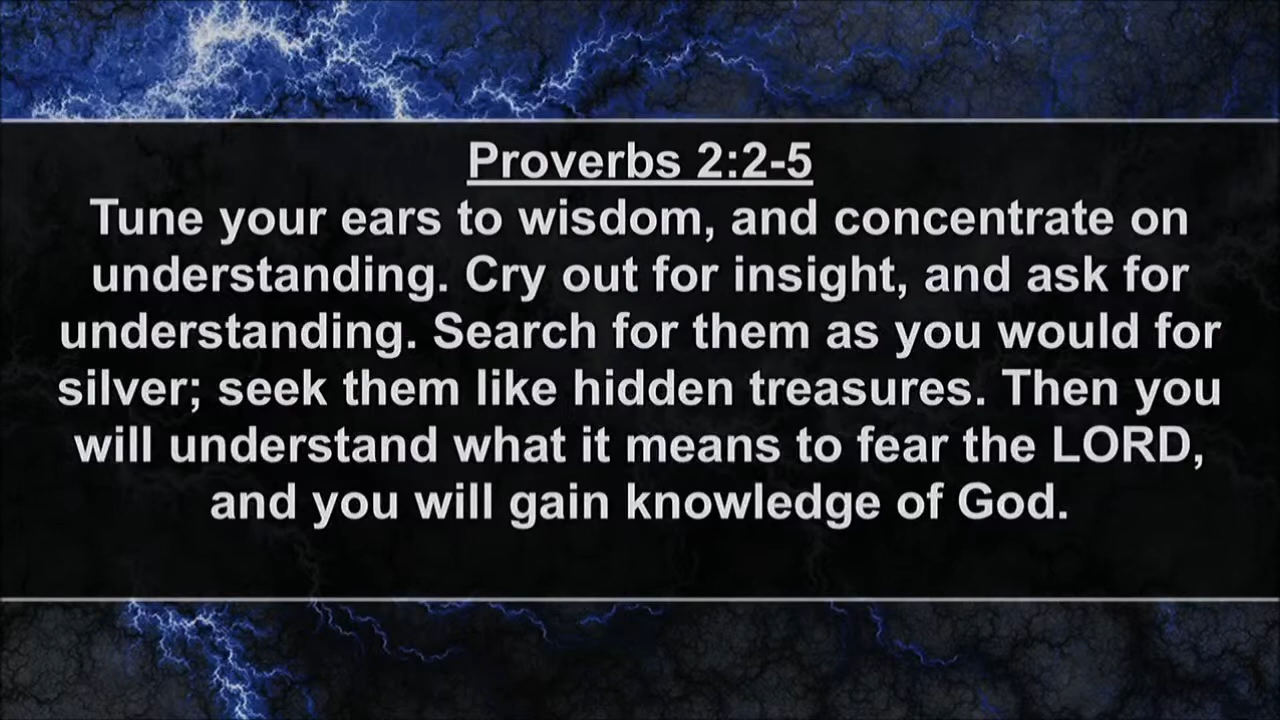 Proverbs 2:2-5
Tune your ears to wisdom, and concentrate on
understanding. Cry out for insight, and ask for
understanding. Search for them as you would for
silver; seek them like hidden treasures. Then you
will understand what it means to fear the LORD,
and you will gain knowledge of God.